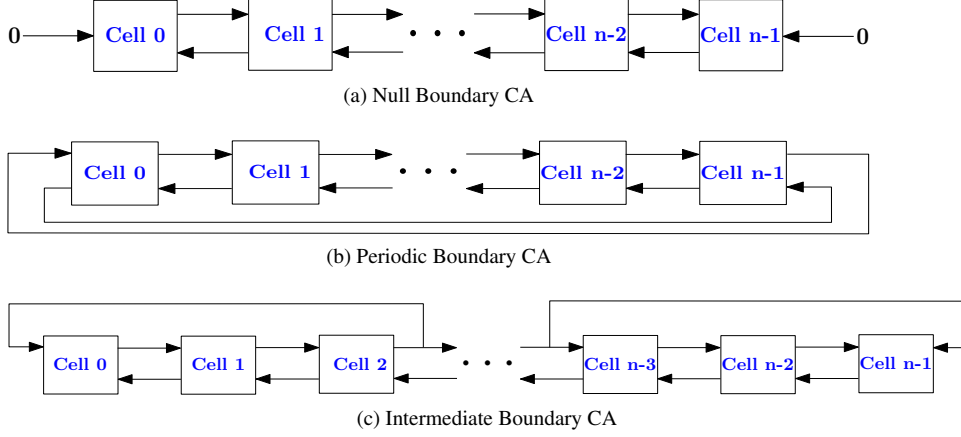 0 Cell 0 Cell 1 . . . Cell n-2 Cell n-1 0
(a) Null Boundary CA
Cell 0 Cell 1 . . . Cell n-2 Cell n-1
(b) Periodic Boundary CA
Cell 0 Cell 1 Cell 2 . . . Cell n-3 Cell n-2 Cell n-1
(c) Intermediate Boundary CA